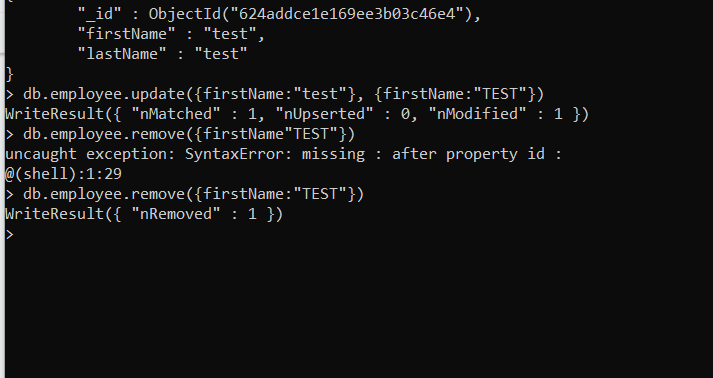 {
"_id" : ObjectId("624addce1e169ee3b03c46e4"),
"firstName" : "test",
"lastName" : "test"
}
> db.employee.update({firstName:"test"}, {firstName:"TEST"})
WriteResult({ "nMatched" : 1, "nUpserted" : 0, "nModified" : 1 })
> db.employee.remove({firstName"TEST"})
uncaught exception: SyntaxError: missing : after property id :
@(shell):1:29
> db.employee.remove({firstName:"TEST"})
WriteResult({ "nRemoved" : 1 })
>